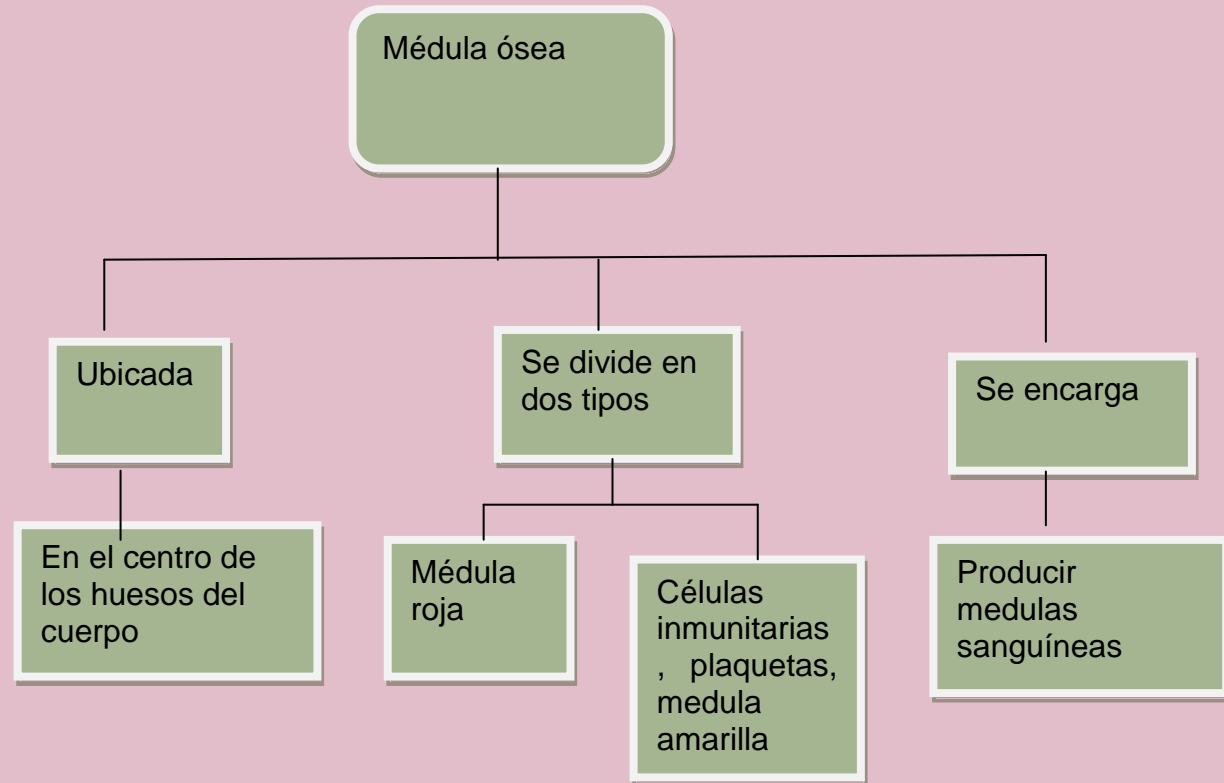 Médula ósea
Ubicada
Se divide en
dos tipos
Se encarga
En el centro de
los huesos del
cuerpo
Médula
roja
Células
inmunitarias
, plaquetas,
medula
amarilla
Producir
medulas
sanguíneas